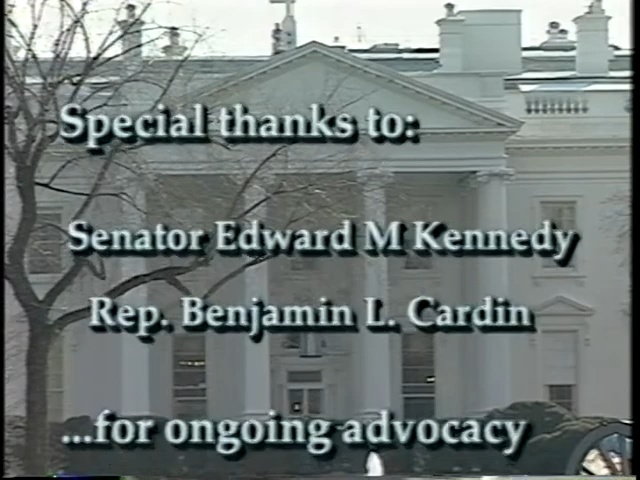 Special thanks to:
Senator Edward M Kennedy
Rep. Benjamin L. Cardin
...for ongoing advocacy